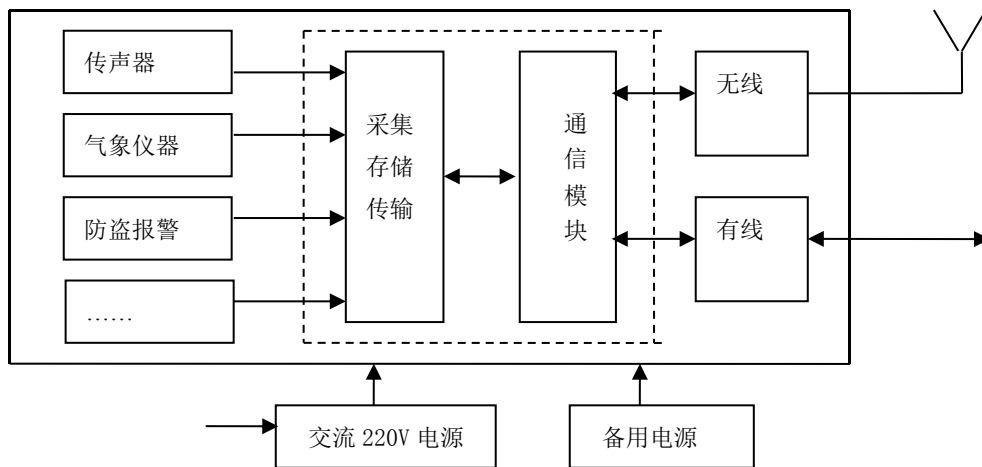 传声器
气象仪器
防盗报警
......
采集
存储
传输
通
信
模
块
无线
有线
交流 220V 电源
备用电源